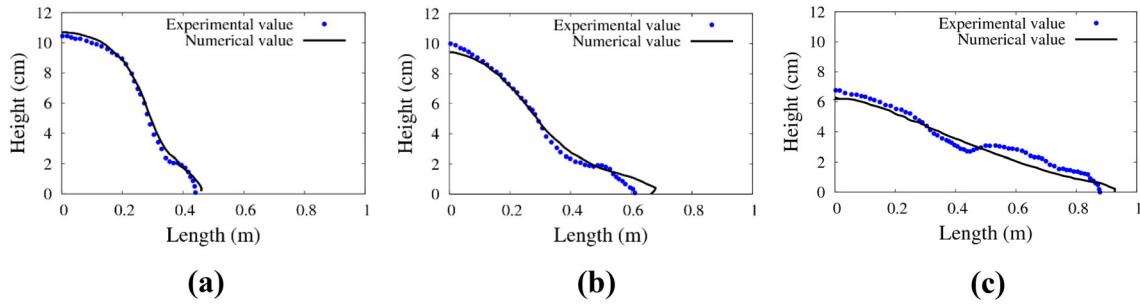 Experimental value
Numerical value
Height (cm)
12
10
8
6
4
2
0
0 0.2 0.4 0.6 0.8 1
Length (m)
(a)
Experimental value
Numerical value
Height (cm)
12
10
8
6
4
2
0
0 0.2 0.4 0.6 0.8 1
Length (m)
(b)
Experimental value
Numerical value
Height (cm)
12
10
8
6
4
2
0
0 0.2 0.4 0.6 0.8 1
Length (m)
(c)